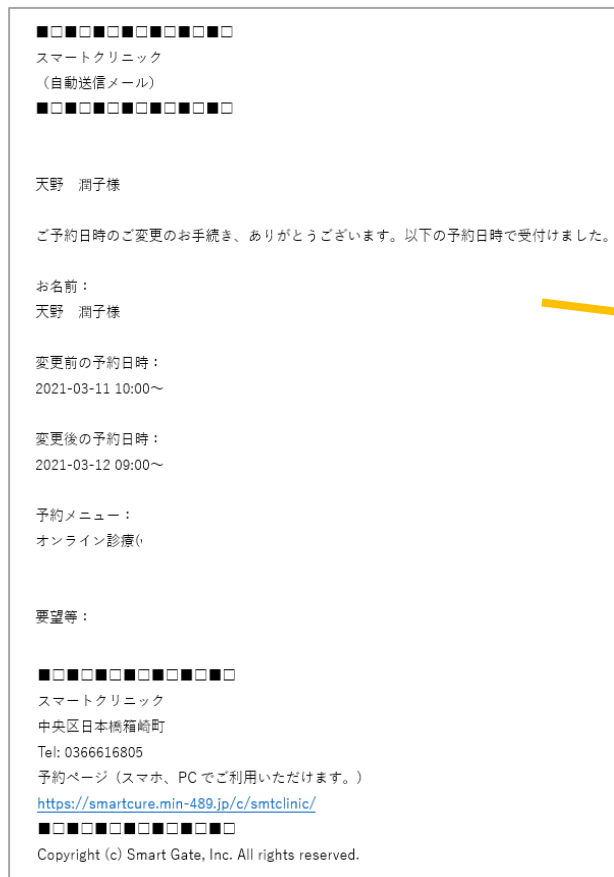 ■□■□■□■□■□■□■□
スマートクリニック
（自動送信メール）
■□■□■□■□■□■□■□
天野　潤子様
ご予約日時のご変更のお手続き、ありがとうございます。以下の予約日時で受付けました。
お名前：
天野　潤子様
変更前の予約日時：
2021-03-11 10:00～
変更後の予約日時：
2021-03-12 09:00～
予約メニュー：
オンライン診療(
要望等：
■□■□■□■□■□■□■□
スマートクリニック
中央区日本橋箱崎町
Tel: 0366616805
予約ページ（スマホ、PC でご利用いただけます。）
https://smartcure.min-489.jp/c/smtclinic/
■□■□■□■□■□■□■□
Copyright (c) Smart Gate, Inc. All rights reserved.